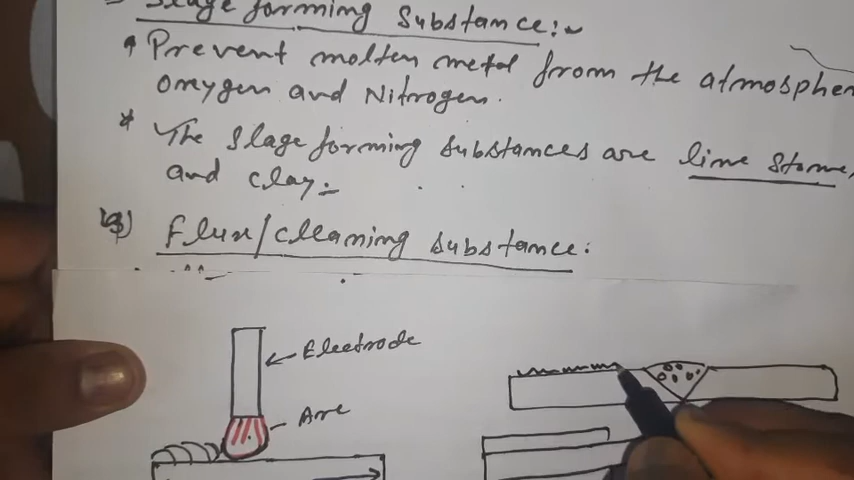 Slage forming Substance:~
* Prevent molten metal from the atmospher
Oxygen and Nitrogen.
* The Slage forming substances are lime stone,
and clay:-
3) Flux/cleaning substance:
Electrode
Arc